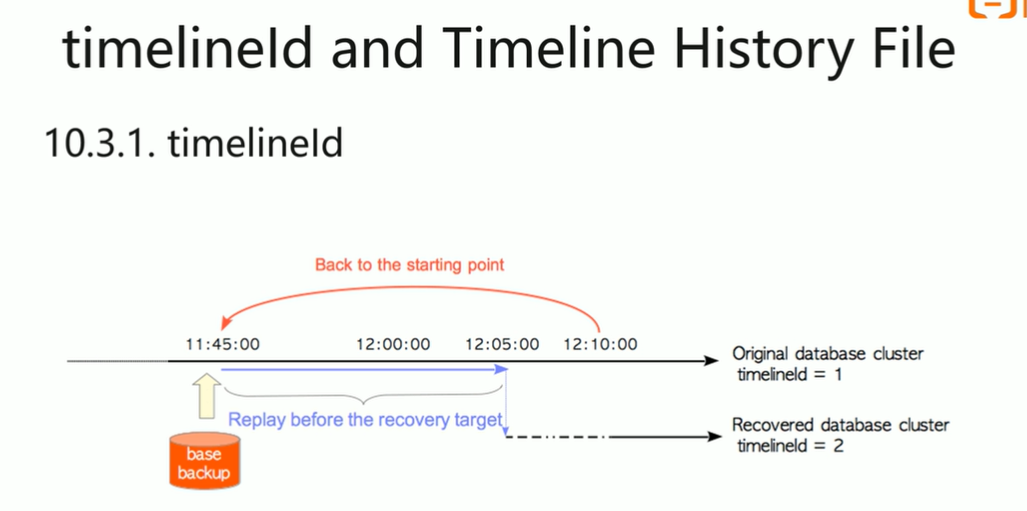 timelineId and Timeline History File
10.3.1. timelineId
Back to the starting point
11:45:00 12:00:00 12:05:00 12:10:00
Original database cluster
timelineId = 1
Replay before the recovery target
Recovered database cluster
timelineId = 2
base
backup